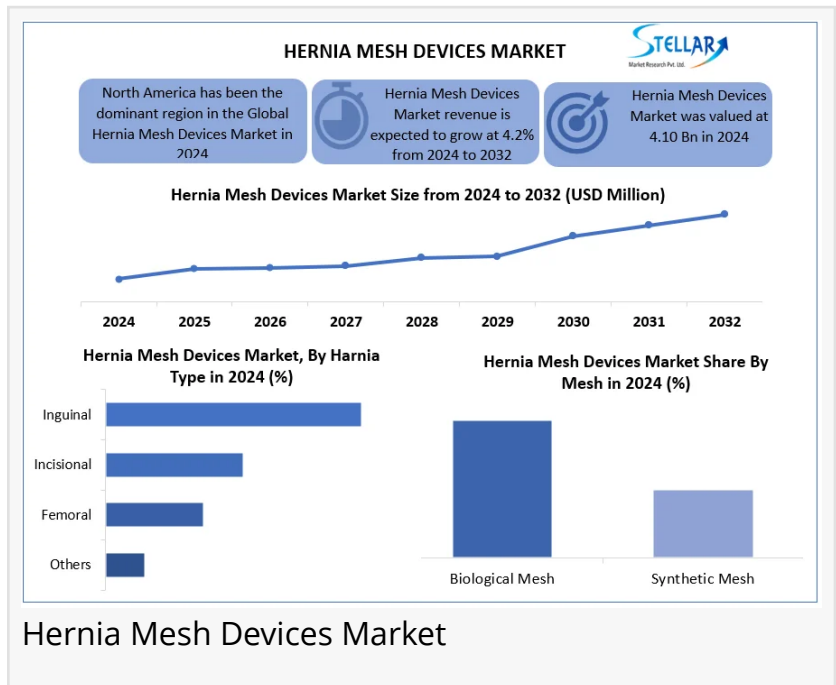 HERNIA MESH DEVICES MARKET
STELLAR
Market Research Pvt. Ltd.
North America has been the
dominant region in the Global
Hernia Mesh Devices Market in
2024
Hernia Mesh Devices
Market revenue is
expected to grow at 4.2%
from 2024 to 2032
Hernia Mesh Devices
Market was valued at
4.10 Bn in 2024
Hernia Mesh Devices Market Size from 2024 to 2032 (USD Million)
2024 2025 2026 2027 2028 2029 2030 2031 2032
Hernia Mesh Devices Market, By Harnia
Type in 2024 (%)
Inguinal
Incisional
Femoral
Others
Hernia Mesh Devices Market Share By
Mesh in 2024 (%)
Biological Mesh Synthetic Mesh
Hernia Mesh Devices Market